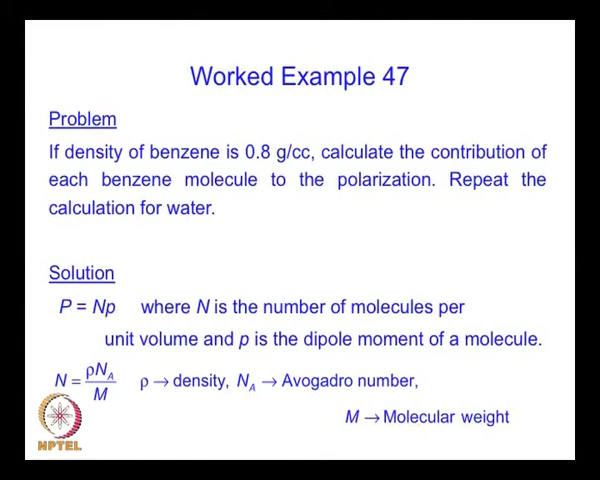 Worked Example 47
Problem
If density of benzene is 0.8 g/cc, calculate the contribution of
each benzene molecule to the polarization. Repeat the
calculation for water.
Solution
P = Np where N is the number of molecules per
unit volume and p is the dipole moment of a molecule.
N = ρN_A / M ρ → density, N_A → Avogadro number,
M → Molecular weight
NPTEL